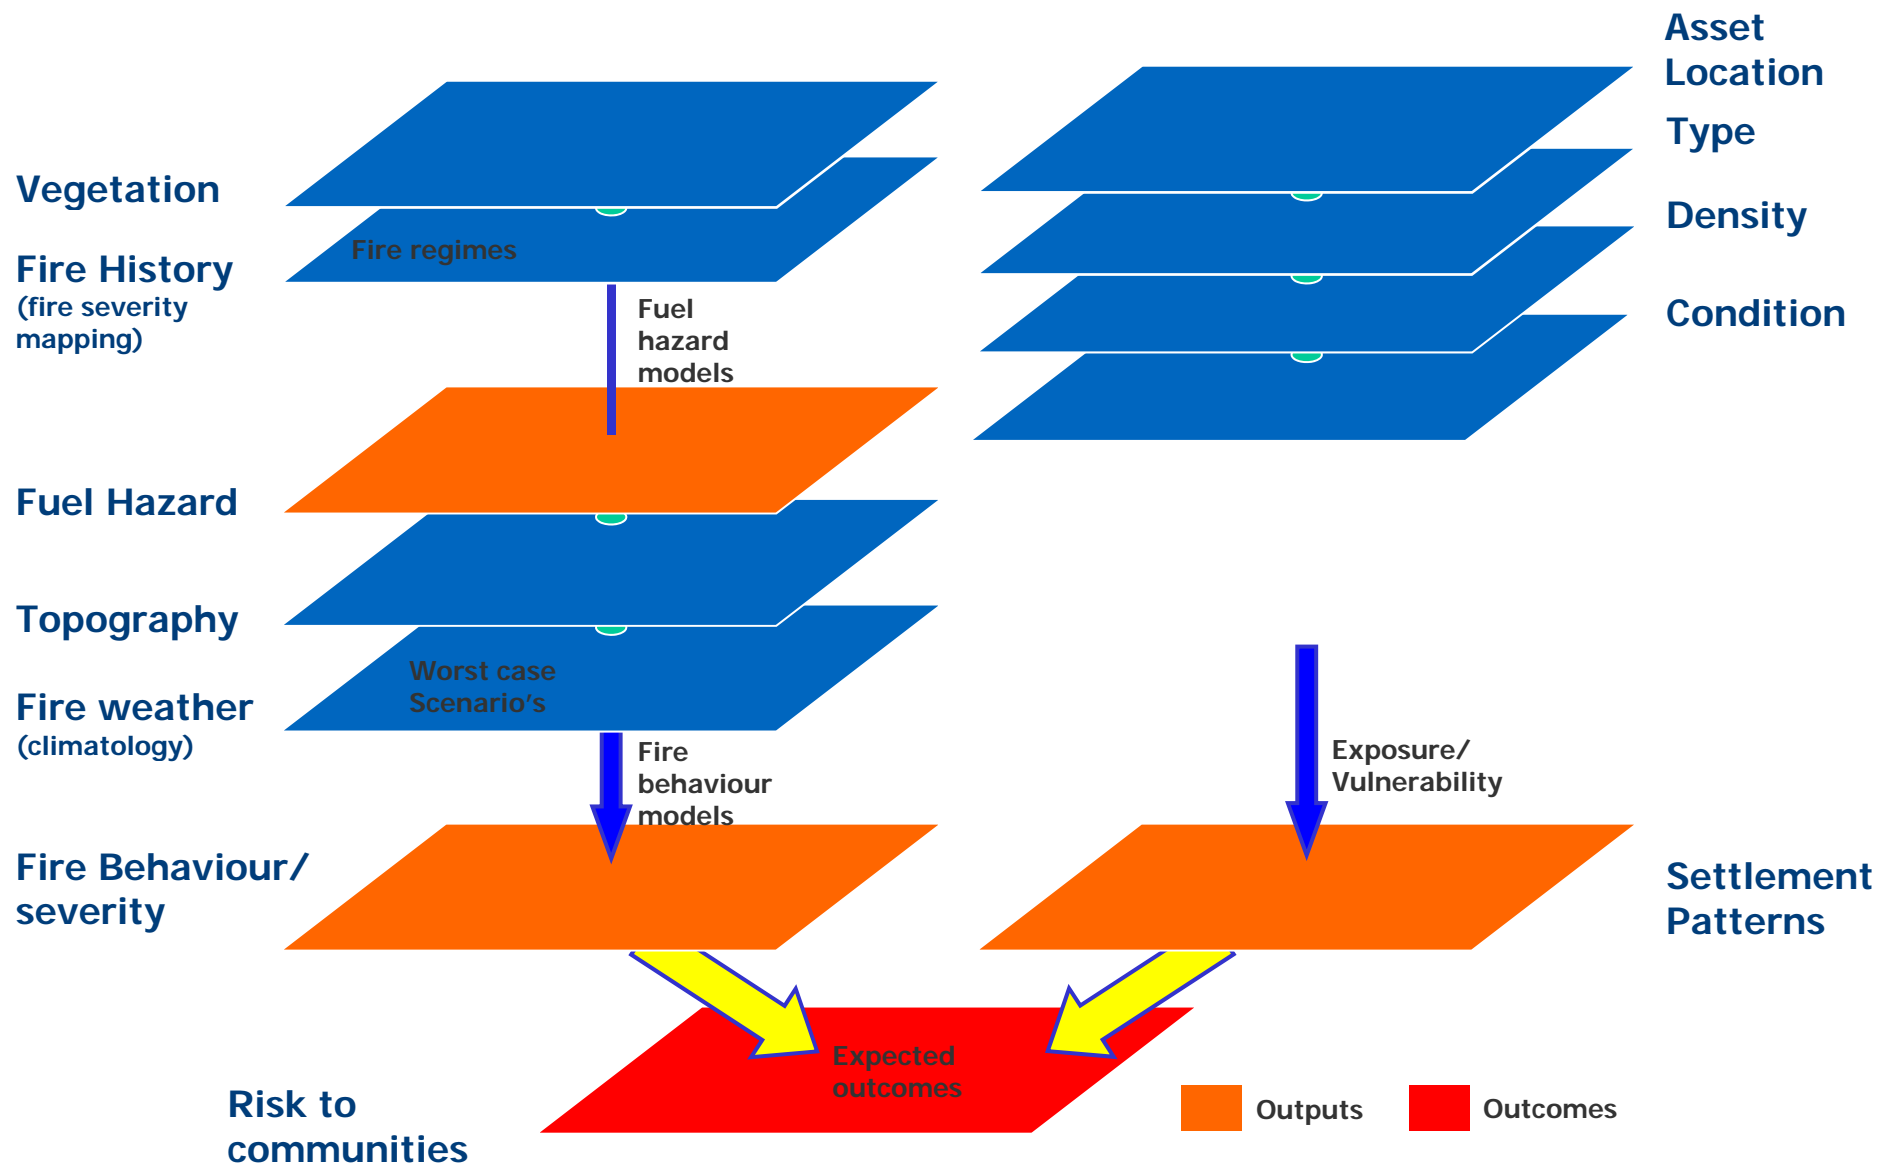 Vegetation
Fire History
(fire severity
mapping)
Fire regimes
Fuel
hazard
models
Fuel Hazard
Topography
Fire weather
(climatology)
Worst case
Scenario's
Fire
behaviour
models
Fire Behaviour/
severity
Asset
Location
Type
Density
Condition
Exposure/
Vulnerability
Settlement
Patterns
Expected
outcomes
Risk to
communities
Outputs
Outcomes